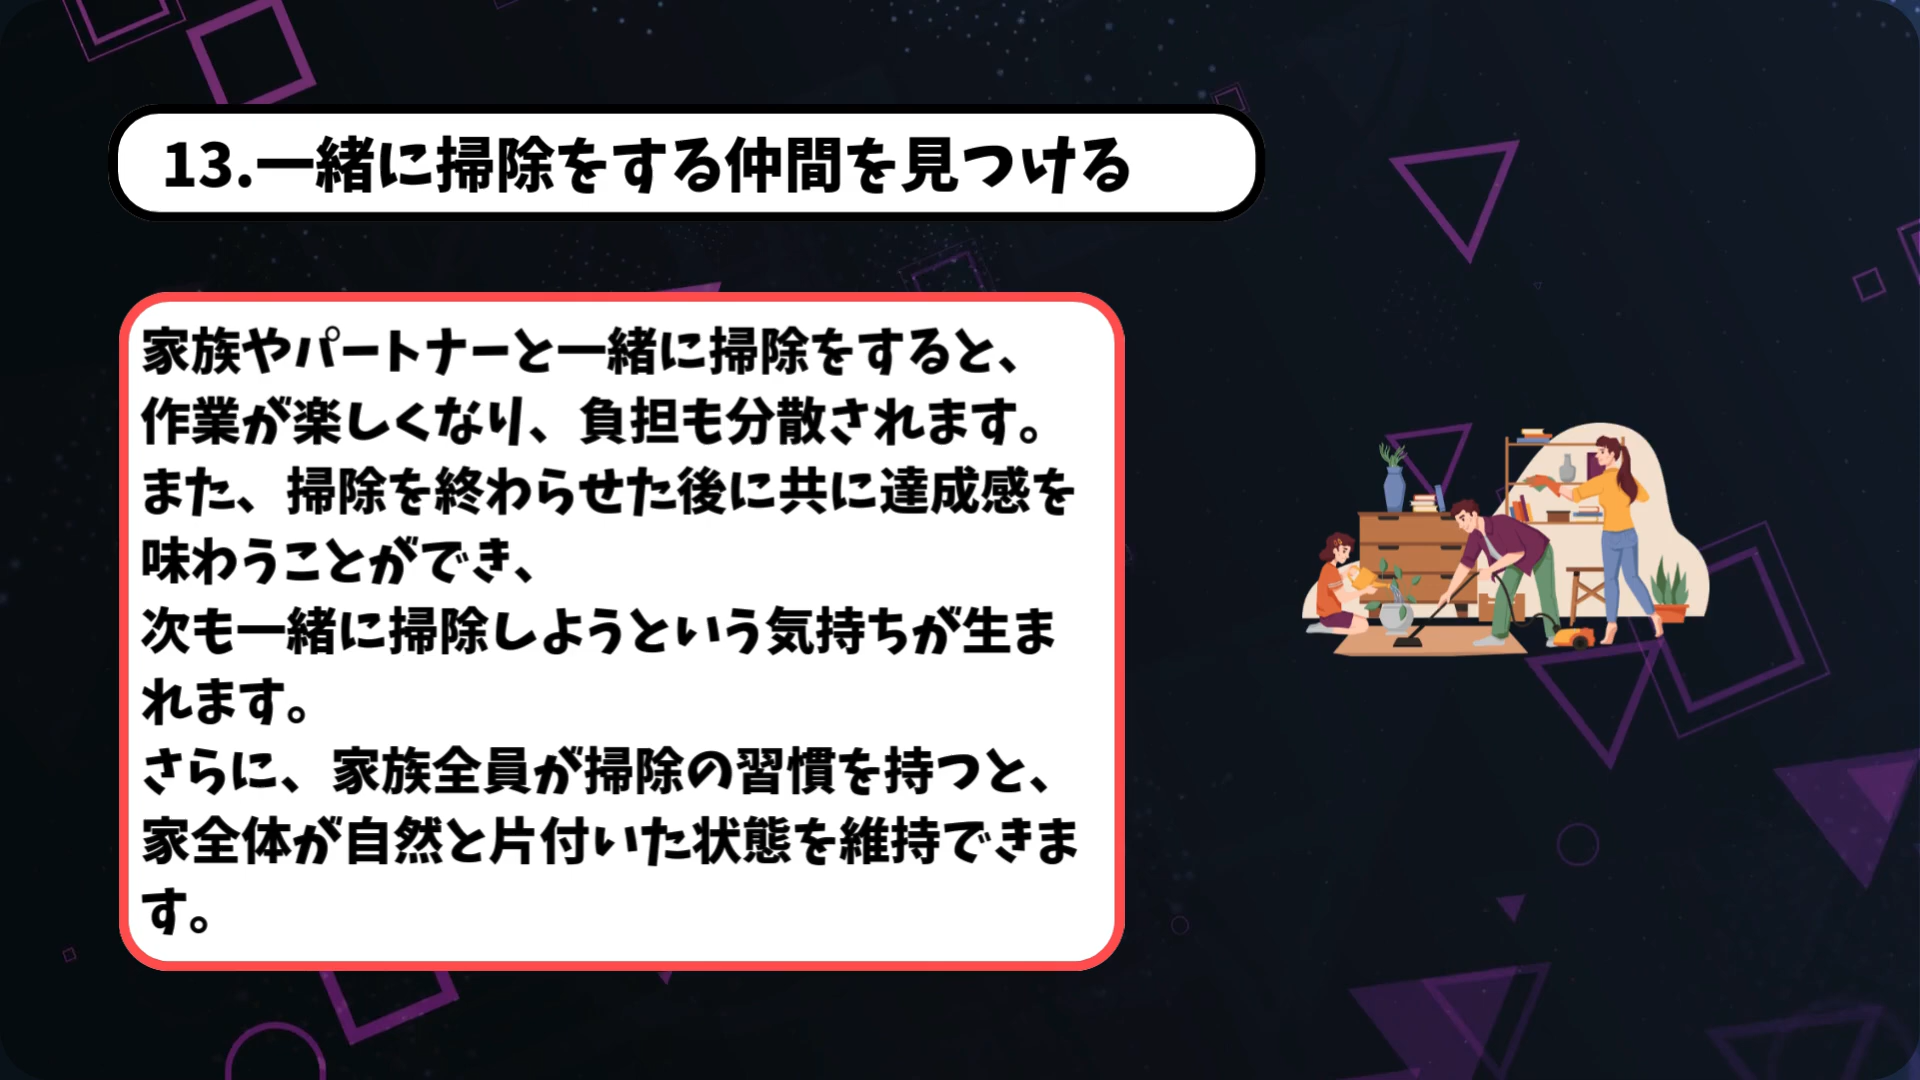 13.一緒に掃除をする仲間を見つける
家族やパートナーと一緒に掃除をすると、
作業が楽しくなり、負担も分散されます。
また、掃除を終わらせた後に共に達成感を
味わうことができ、
次も一緒に掃除しようという気持ちが生ま
れます。
さらに、家族全員が掃除の習慣を持つと、
家全体が自然と片付いた状態を維持できま
す。